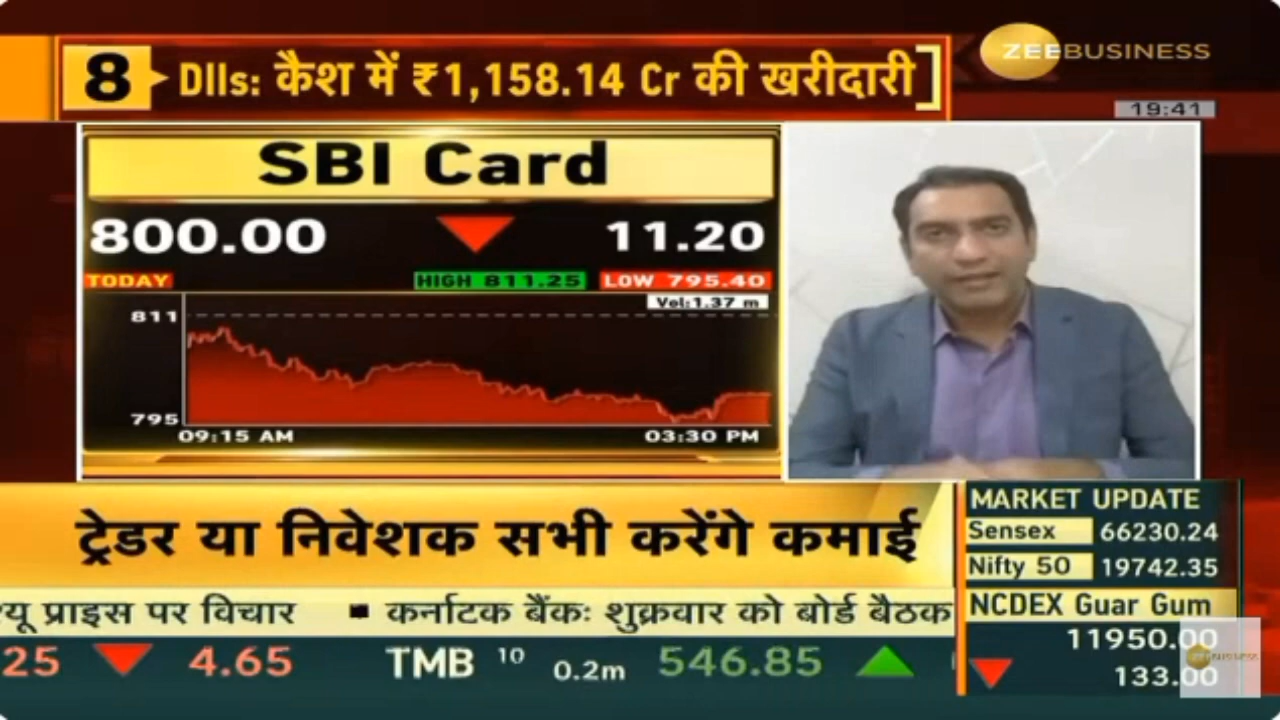 8 DIIs: कैश में ₹1,158.14 Cr की खरीदारी]
ZEEBUSINESS
19:41
SBI Card
800.00 11.20
TODAY HIGH 811.25 LOW 795.40
Vol:1.37 m
811
795
09:15 AM 03:30 PM
ट्रेडर या निवेशक सभी करेंगे कमाई
MARKET UPDATE
Sensex 66230.24
Nifty 50 19742.35
NCDEX Guar Gum
11950.00
133.00
ZEEBUSINESS
प्राइस पर विचार ■ कर्नाटक बैंकः शुक्रवार को बोर्ड बैठक
25 4.65 TMB 10 0.2m 546.85